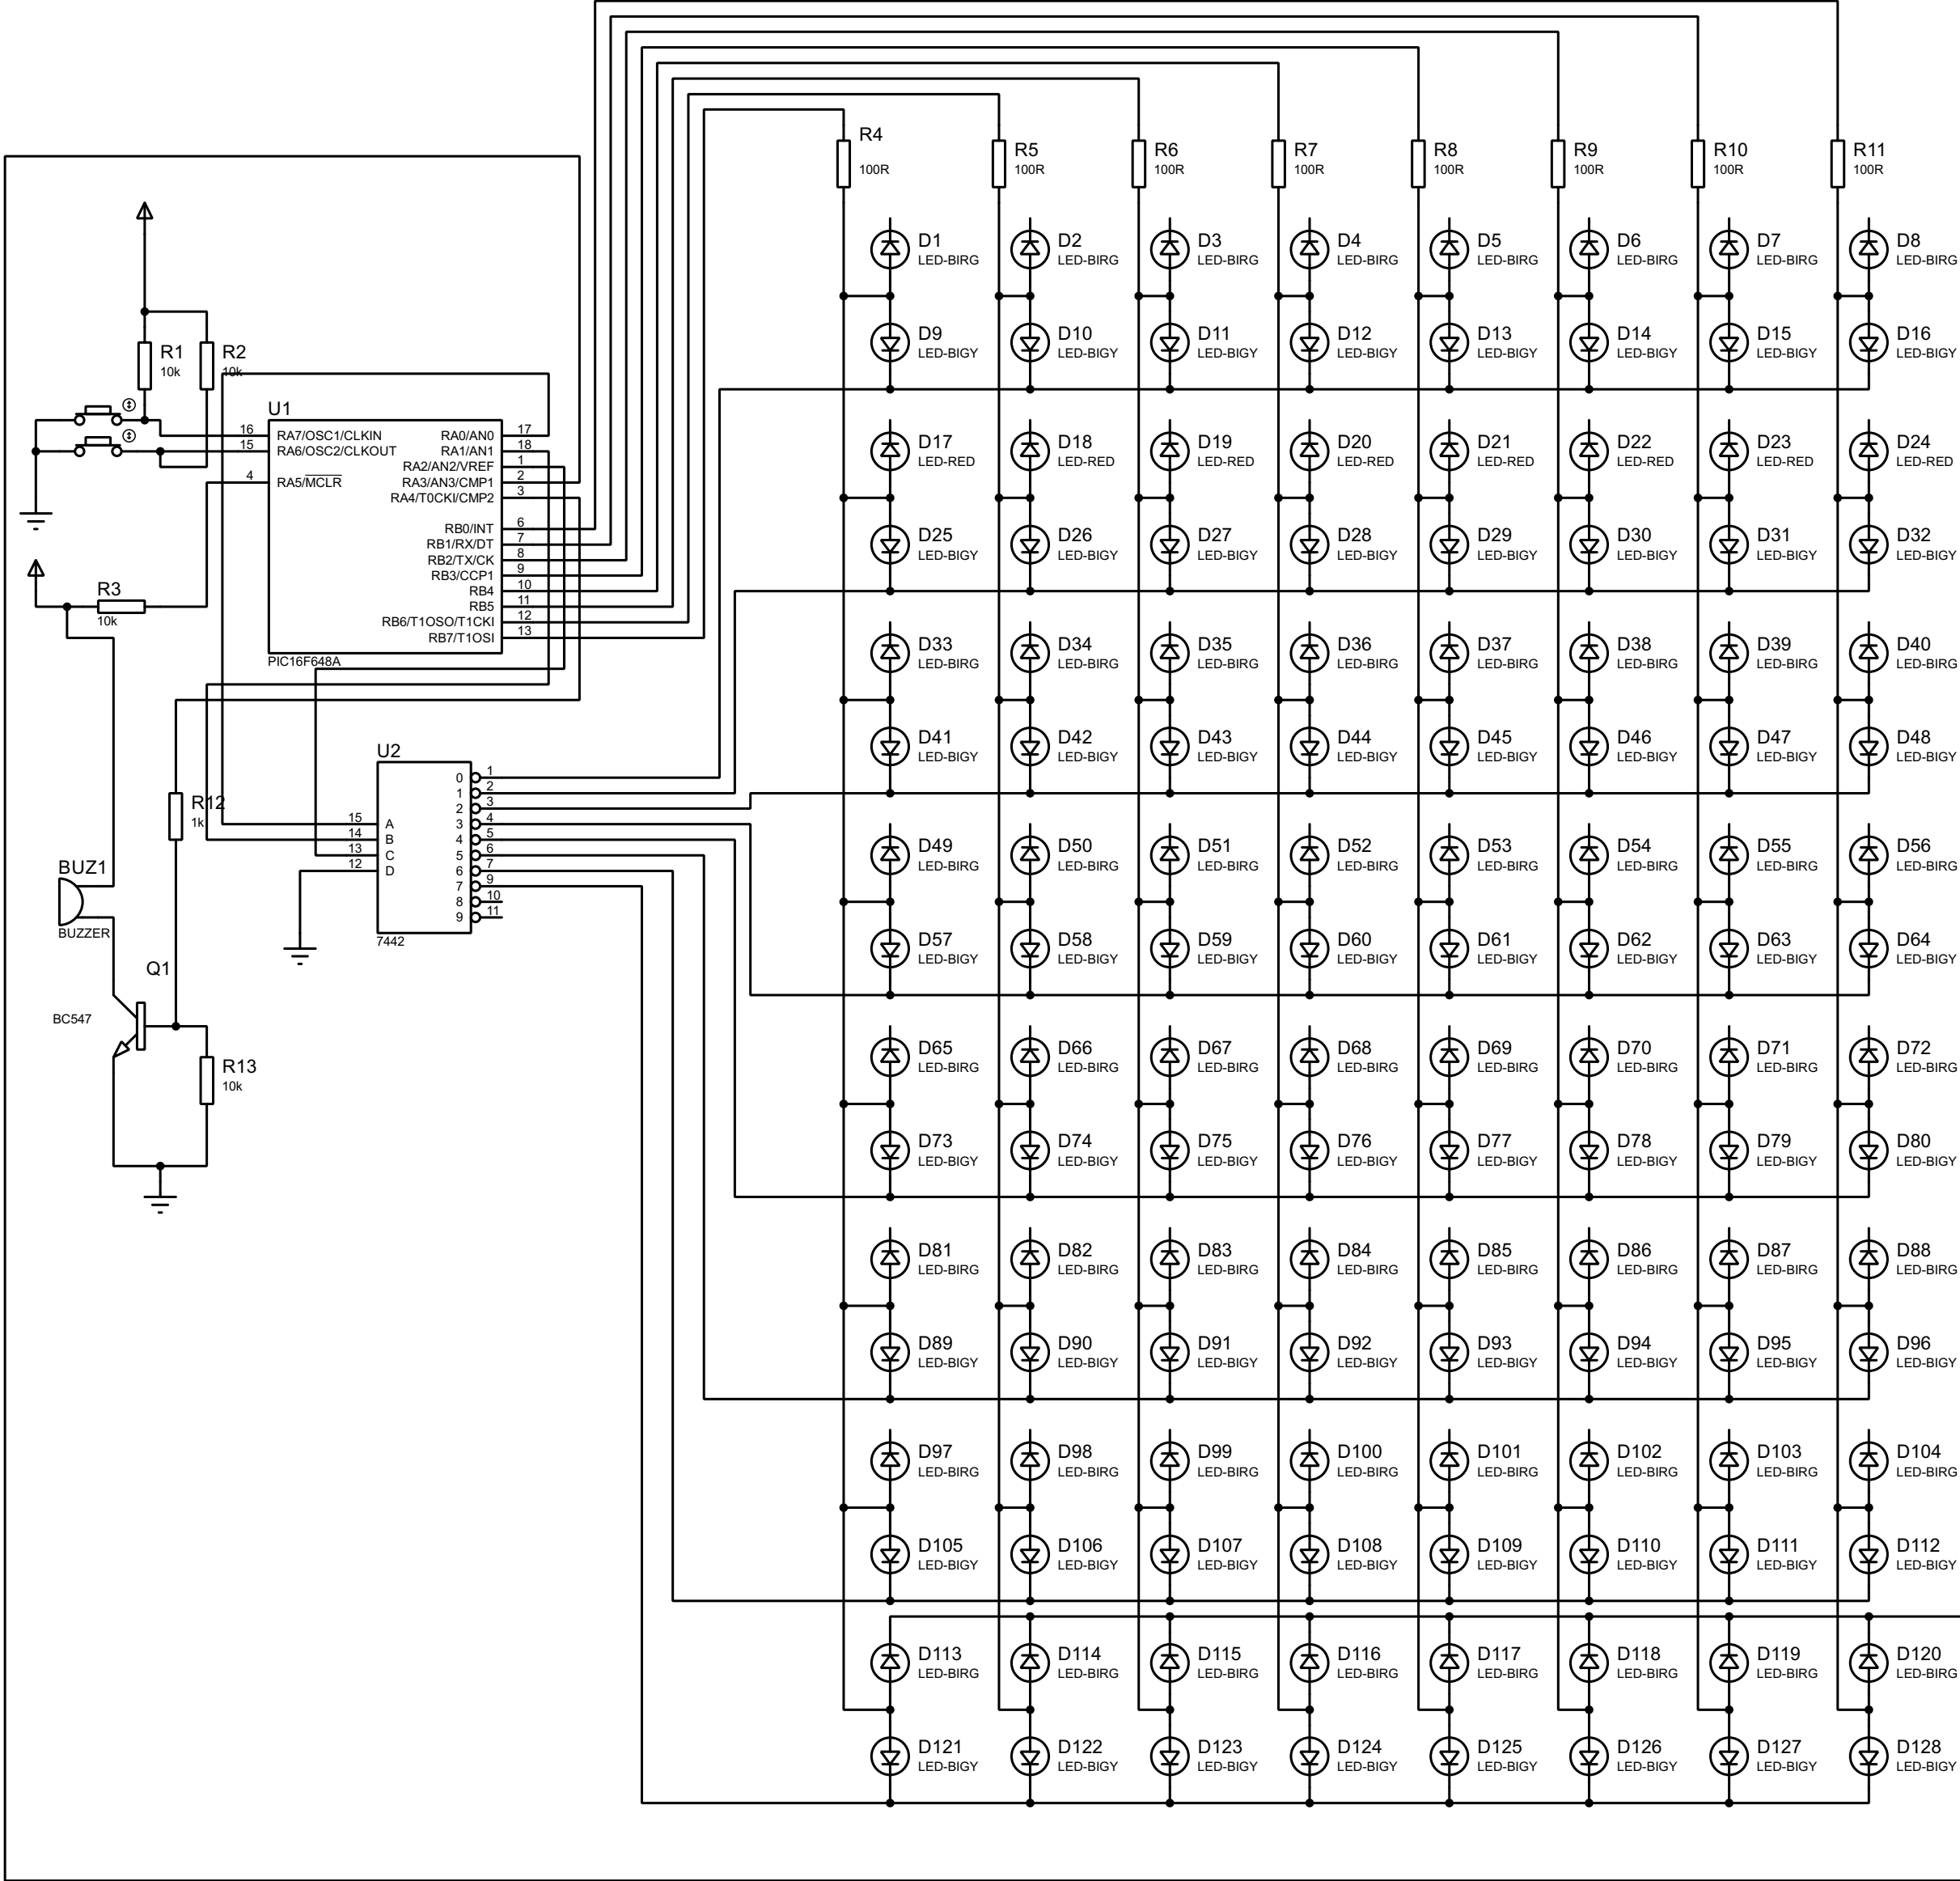 R4
100R
R5
100R
R6
100R
R7
100R
R8
100R
R9
100R
R10
100R
R11
100R
D1 D2 D3 D4 D5 D6 D7 D8
LED-BIRG LED-BIRG LED-BIRG LED-BIRG LED-BIRG LED-BIRG LED-BIRG LED-BIRG
D9 D10 D11 D12 D13 D14 D15 D16
LED-BIGY LED-BIGY LED-BIGY LED-BIGY LED-BIGY LED-BIGY LED-BIGY LED-BIGY
D17 D18 D19 D20 D21 D22 D23 D24
LED-RED LED-RED LED-RED LED-RED LED-RED LED-RED LED-RED LED-RED
D25 D26 D27 D28 D29 D30 D31 D32
LED-BIGY LED-BIGY LED-BIGY LED-BIGY LED-BIGY LED-BIGY LED-BIGY LED-BIGY
D33 D34 D35 D36 D37 D38 D39 D40
LED-BIRG LED-BIRG LED-BIRG LED-BIRG LED-BIRG LED-BIRG LED-BIRG LED-BIRG
D41 D42 D43 D44 D45 D46 D47 D48
LED-BIGY LED-BIGY LED-BIGY LED-BIGY LED-BIGY LED-BIGY LED-BIGY LED-BIGY
D49 D50 D51 D52 D53 D54 D55 D56
LED-BIRG LED-BIRG LED-BIRG LED-BIRG LED-BIRG LED-BIRG LED-BIRG LED-BIRG
D57 D58 D59 D60 D61 D62 D63 D64
LED-BIGY LED-BIGY LED-BIGY LED-BIGY LED-BIGY LED-BIGY LED-BIGY LED-BIGY
D65 D66 D67 D68 D69 D70 D71 D72
LED-BIRG LED-BIRG LED-BIRG LED-BIRG LED-BIRG LED-BIRG LED-BIRG LED-BIRG
D73 D74 D75 D76 D77 D78 D79 D80
LED-BIGY LED-BIGY LED-BIGY LED-BIGY LED-BIGY LED-BIGY LED-BIGY LED-BIGY
D81 D82 D83 D84 D85 D86 D87 D88
LED-BIRG LED-BIRG LED-BIRG LED-BIRG LED-BIRG LED-BIRG LED-BIRG LED-BIRG
D89 D90 D91 D92 D93 D94 D95 D96
LED-BIGY LED-BIGY LED-BIGY LED-BIGY LED-BIGY LED-BIGY LED-BIGY LED-BIGY
D97 D98 D99 D100 D101 D102 D103 D104
LED-BIRG LED-BIRG LED-BIRG LED-BIRG LED-BIRG LED-BIRG LED-BIRG LED-BIRG
D105 D106 D107 D108 D109 D110 D111 D112
LED-BIGY LED-BIGY LED-BIGY LED-BIGY LED-BIGY LED-BIGY LED-BIGY LED-BIGY
D113 D114 D115 D116 D117 D118 D119 D120
LED-BIRG LED-BIRG LED-BIRG LED-BIRG LED-BIRG LED-BIRG LED-BIRG LED-BIRG
D121 D122 D123 D124 D125 D126 D127 D128
LED-BIGY LED-BIGY LED-BIGY LED-BIGY LED-BIGY LED-BIGY LED-BIGY LED-BIGY
R1
10k
R2
10k
U1
16 RA7/OSC1/CLKIN RA0/AN0 17
15 RA6/OSC2/CLKOUT RA1/AN1 18
RA2/AN2/VREF 1
4 RA5/MCLR RA3/AN3/CMP1 2
RA4/T0CKI/CMP2 3
RB0/INT 6
RB1/RX/DT 7
RB2/TX/CK 8
RB3/CCP1 9
RB4 10
RB5 11
RB6/T1OSO/T1CKI 12
RB7/T1OSI 13
PIC16F648A
R3
10k
U2
0 1
1 2
2 3
15 A 3 4
14 B 4 5
13 C 5 6
12 D 6 7
7 9
8 10
9 11
7442
R12
1k
BUZ1
BUZZER
Q1
BC547
R13
10k